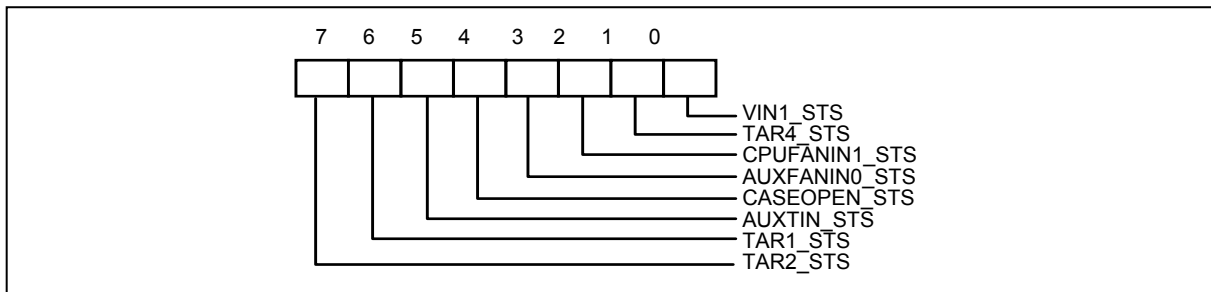 7 6 5 4 3 2 1 0
VIN1_STS
TAR4_STS
CPUFANIN1_STS
AUXFANIN0_STS
CASEOPEN_STS
AUXTIN_STS
TAR1_STS
TAR2_STS